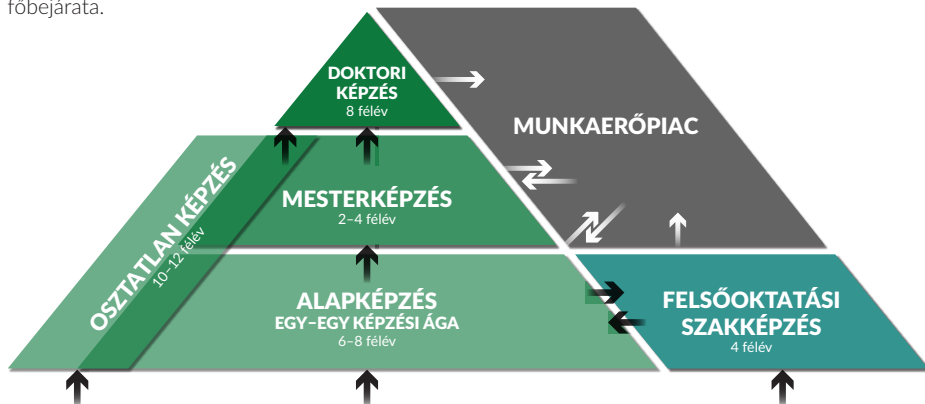 főbejárata.
DOKTORI
KÉPZÉS
8 félév
MUNKAERŐPIAC
MESTERKÉPZÉS
2–4 félév
OSZTATLAN KÉPZÉS
10–12 félév
ALAPKÉPZÉS
EGY–EGY KÉPZÉSI ÁGA
6–8 félév
FELSŐOKTATÁSI
SZAKKÉPZÉS
4 félév